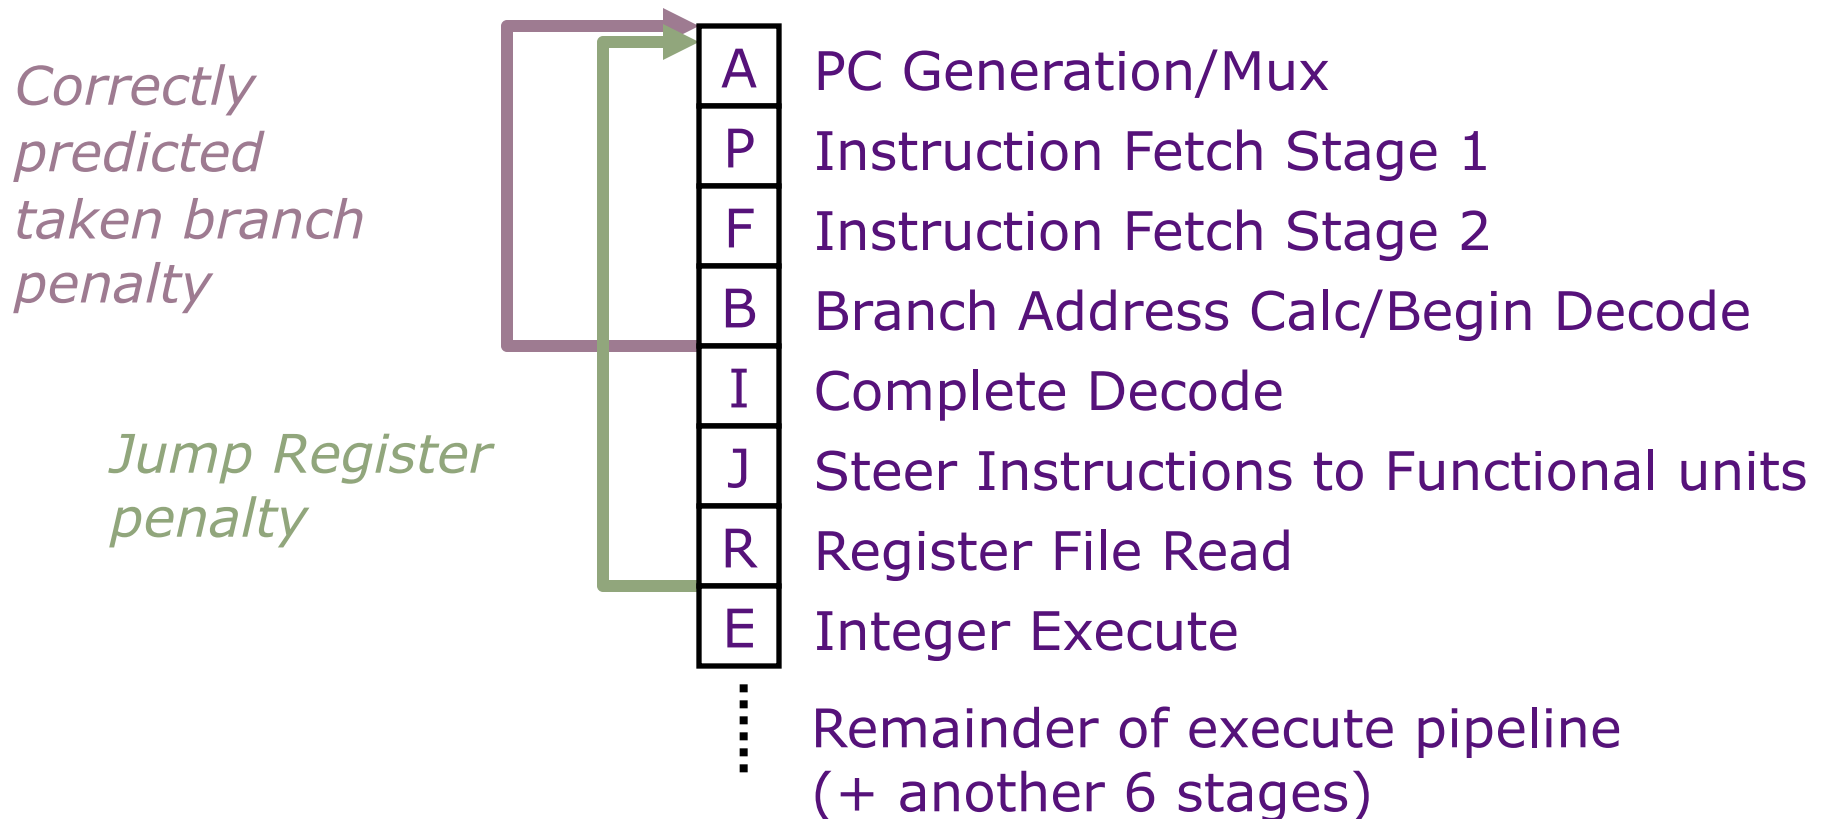 Correctly
predicted
taken branch
penalty
Jump Register
penalty
A PC Generation/Mux
P Instruction Fetch Stage 1
F Instruction Fetch Stage 2
B Branch Address Calc/Begin Decode
I Complete Decode
J Steer Instructions to Functional units
R Register File Read
E Integer Execute
Remainder of execute pipeline
(+ another 6 stages)